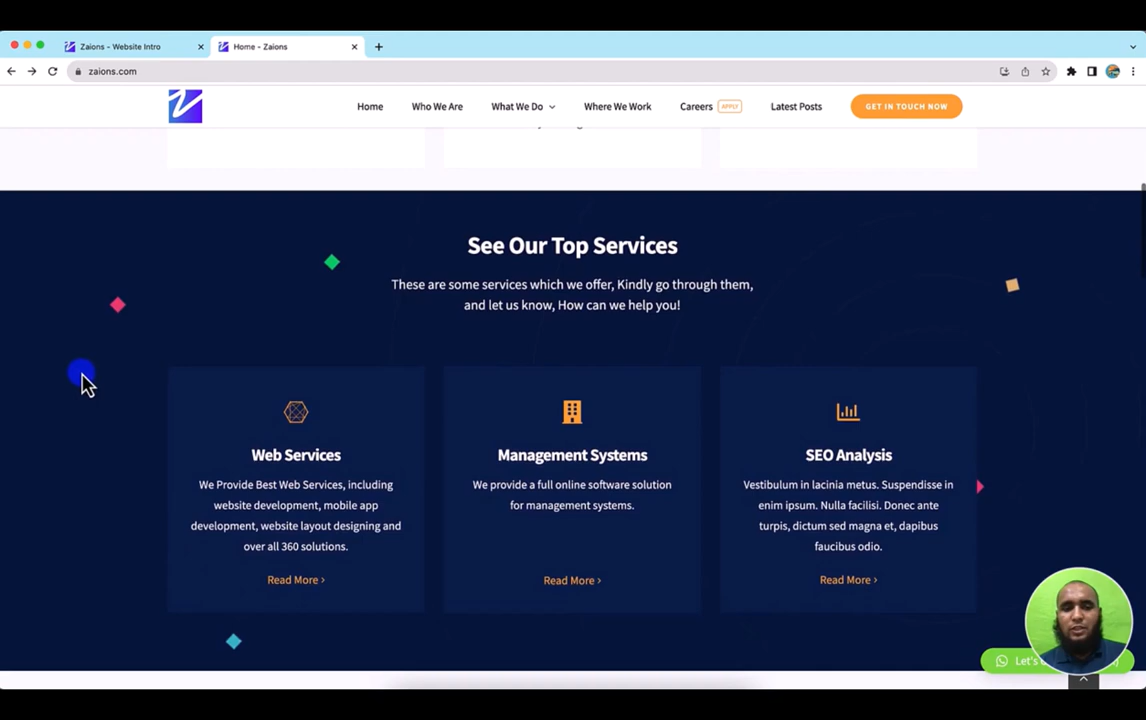 Zaions - Website Intro
Home - Zaions
zaions.com
Home
Who We Are
What We Do
Where We Work
Careers
APPLY
Latest Posts
GET IN TOUCH NOW
See Our Top Services
These are some services which we offer, Kindly go through them,
and let us know, How can we help you!
Web Services
We Provide Best Web Services, including
website development, mobile app
development, website layout designing and
over all 360 solutions.
Read More ›
Management Systems
We provide a full online software solution
for management systems.
Read More ›
SEO Analysis
Vestibulum in lacinia metus. Suspendisse in
enim ipsum. Nulla facilisi. Donec ante
turpis, dictum sed magna et, dapibus
faucibus odio.
Read More ›
Let's